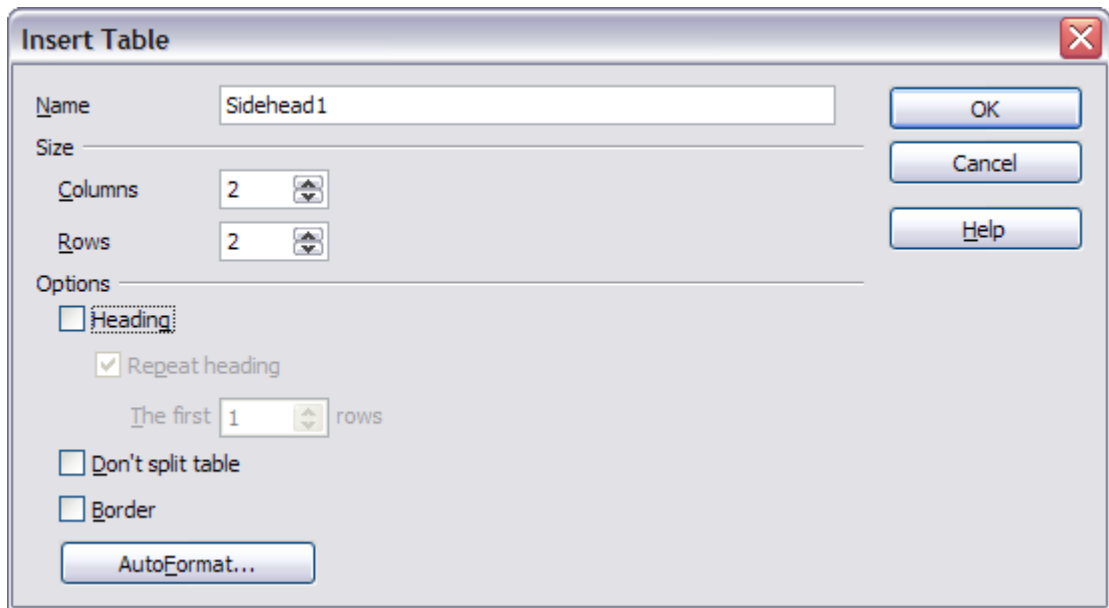 Insert Table
Name Sidehead1 OK
Size
Cancel
Columns 2
Rows 2 Help
Options
Heading
Repeat heading
The first 1 rows
Don't split table
Border
AutoFormat...